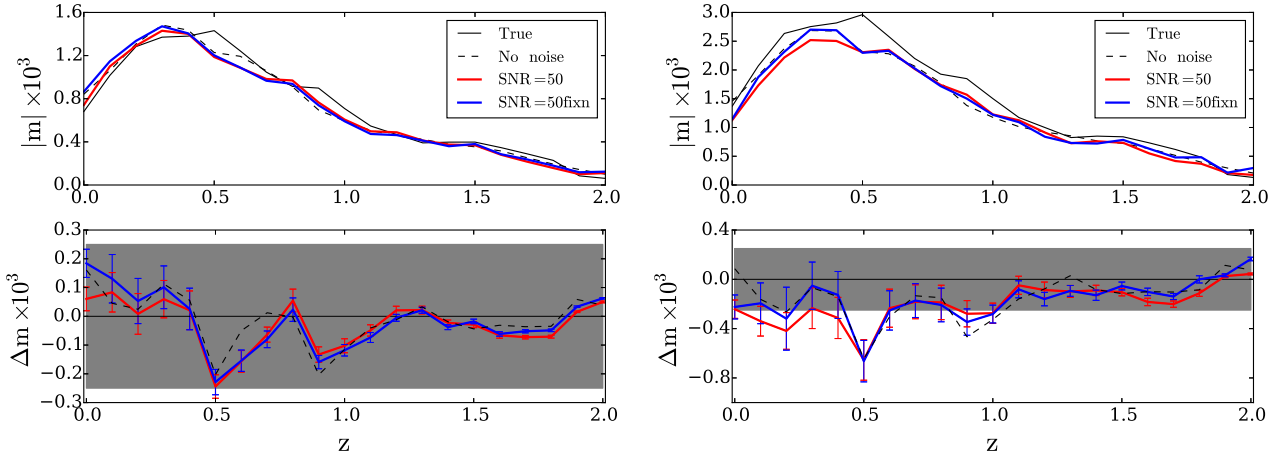 |m| ×10³
1.6
1.2
0.8
0.4
0.0
True
No noise
SNR=50
SNR=50fixn
0.0 0.5 1.0 1.5 2.0
|m| ×10³
3.0
2.5
2.0
1.5
1.0
0.5
0.0
True
No noise
SNR=50
SNR=50fixn
0.0 0.5 1.0 1.5 2.0
Δm ×10³
0.3
0.2
0.1
0.0
−0.1
−0.2
−0.3
0.0 0.5 1.0 1.5 2.0
z
Δm ×10³
0.4
0.0
−0.4
−0.8
0.0 0.5 1.0 1.5 2.0
z